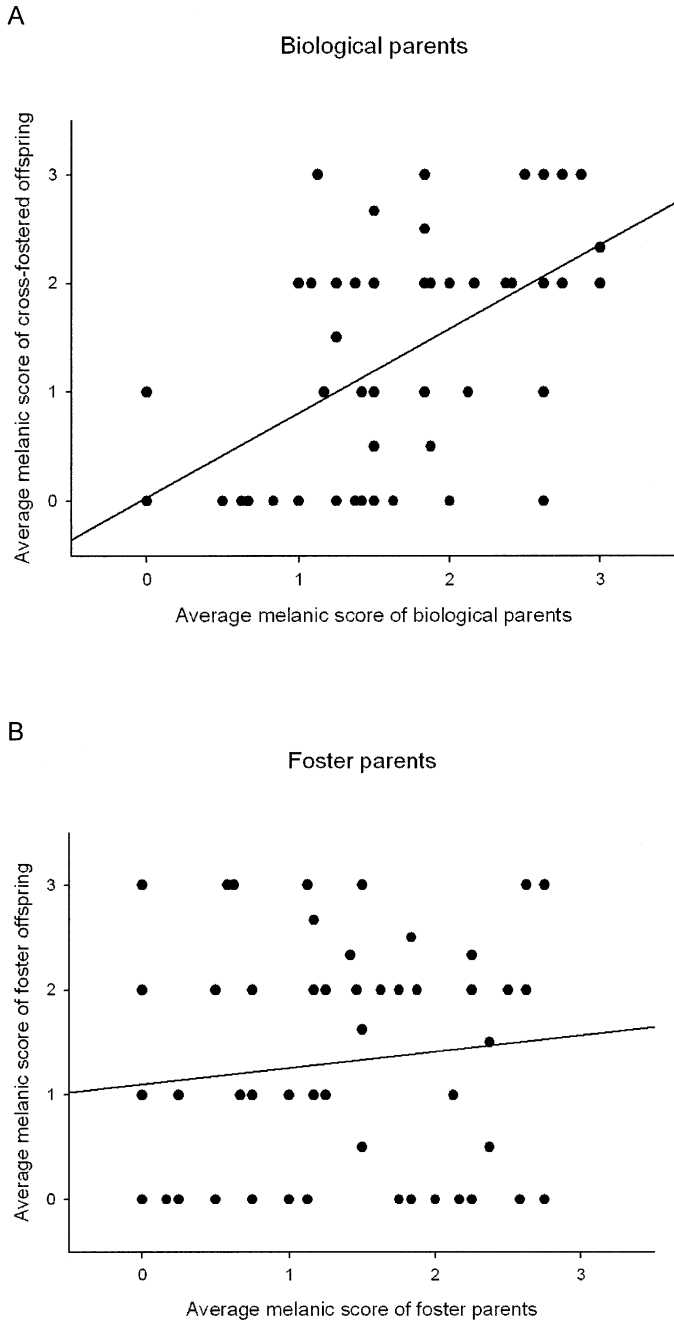 A
Biological parents
Average melanic score of cross-fostered offspring
3
2
1
0
0 1 2 3
Average melanic score of biological parents
B
Foster parents
Average melanic score of foster offspring
3
2
1
0
0 1 2 3
Average melanic score of foster parents